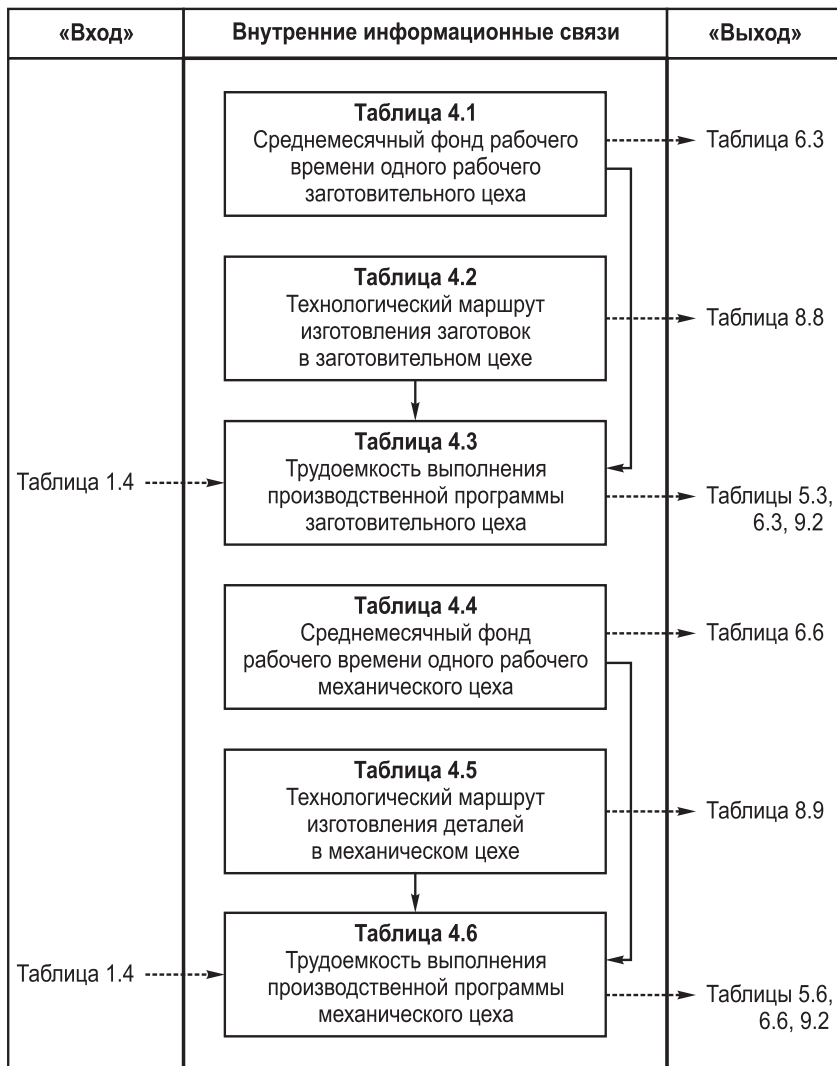 «Вход»
Внутренние информационные связи
«Выход»
Таблица 4.1
Среднемесячный фонд рабочего
времени одного рабочего
заготовительного цеха
Таблица 6.3
Таблица 4.2
Технологический маршрут
изготовления заготовок
в заготовительном цехе
Таблица 8.8
Таблица 1.4
Таблица 4.3
Трудоемкость выполнения
производственной программы
заготовительного цеха
Таблицы 5.3,
6.3, 9.2
Таблица 4.4
Среднемесячный фонд
рабочего времени одного рабочего
механического цеха
Таблица 6.6
Таблица 4.5
Технологический маршрут
изготовления деталей
в механическом цехе
Таблица 8.9
Таблица 1.4
Таблица 4.6
Трудоемкость выполнения
производственной программы
механического цеха
Таблицы 5.6,
6.6, 9.2